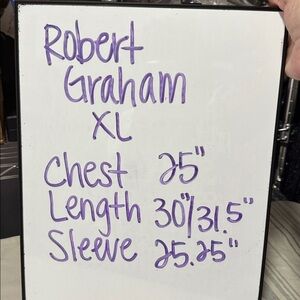 Robert
Graham
XL
Chest 25"
Length 30"/31.5"
Sleeve 25.25"